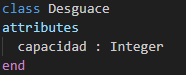 class Desguace
attributes
  capacidad : Integer
end